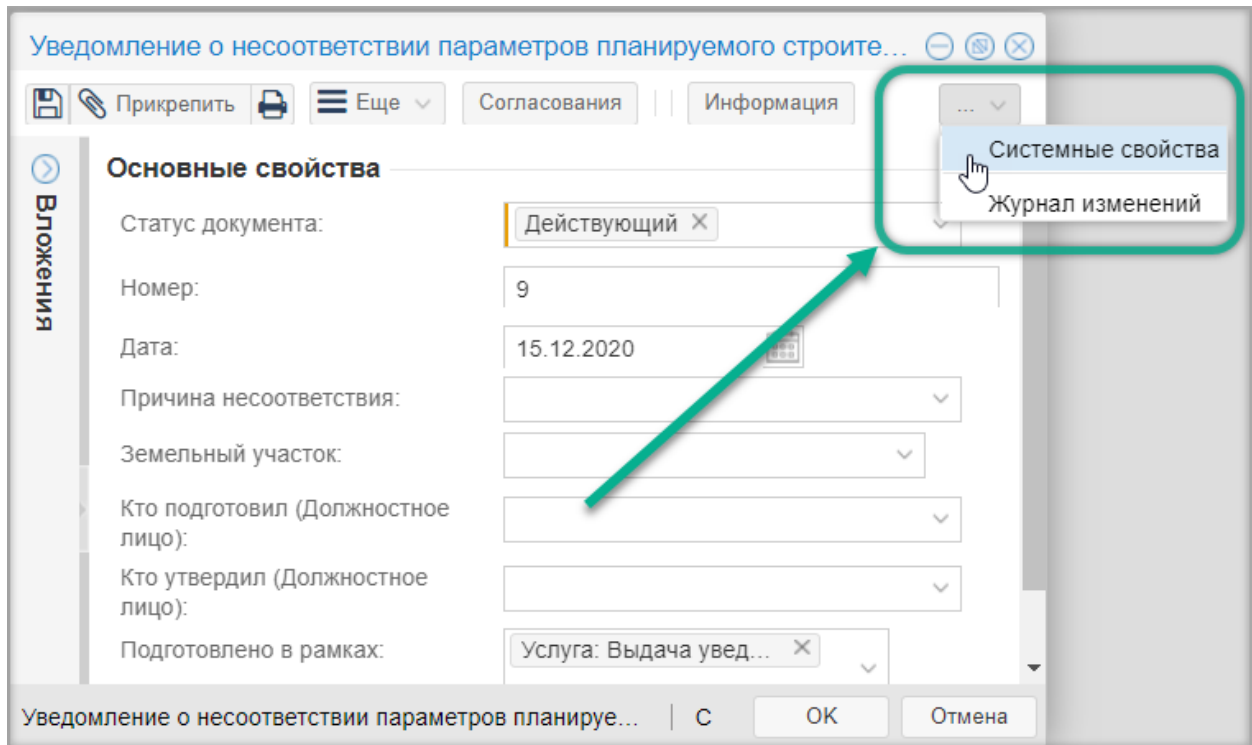 Уведомление о несоответствии параметров планируемого строите...
Прикрепить Еще Согласования Информация ...
Системные свойства
Журнал изменений
Вложения
Основные свойства
Статус документа: Действующий
Номер: 9
Дата: 15.12.2020
Причина несоответствия:
Земельный участок:
Кто подготовил (Должностное
лицо):
Кто утвердил (Должностное
лицо):
Подготовлено в рамках: Услуга: Выдача увед...
Уведомление о несоответствии параметров планируе... С OK Отмена